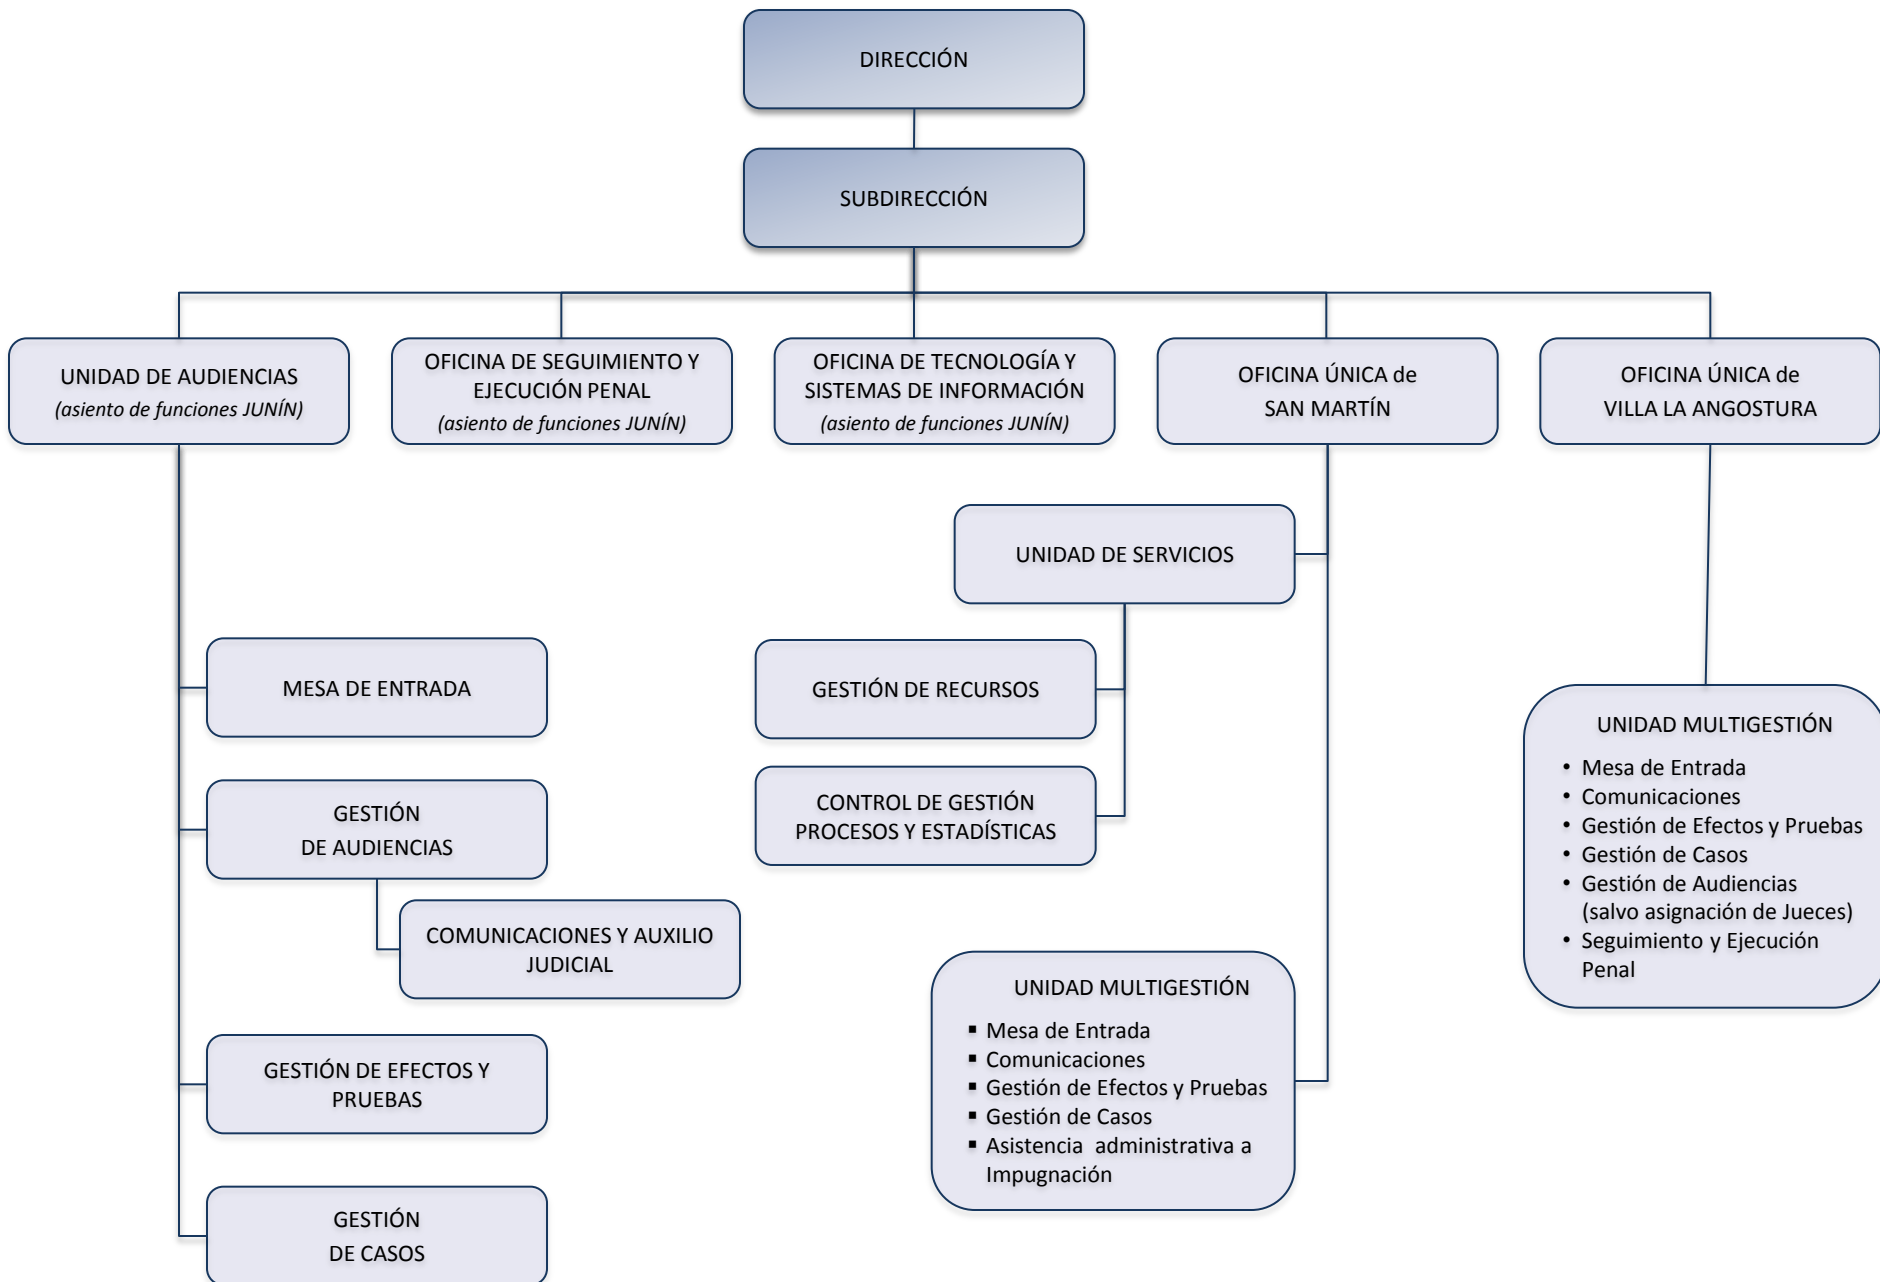 DIRECCIÓN
SUBDIRECCIÓN
UNIDAD DE AUDIENCIAS
(asiento de funciones JUNÍN)
OFICINA DE SEGUIMIENTO Y
EJECUCIÓN PENAL
(asiento de funciones JUNÍN)
OFICINA DE TECNOLOGÍA Y
SISTEMAS DE INFORMACIÓN
(asiento de funciones JUNÍN)
OFICINA ÚNICA de
SAN MARTÍN
OFICINA ÚNICA de
VILLA LA ANGOSTURA
MESA DE ENTRADA
GESTIÓN
DE AUDIENCIAS
COMUNICACIONES Y AUXILIO
JUDICIAL
GESTIÓN DE EFECTOS Y
PRUEBAS
GESTIÓN
DE CASOS
UNIDAD DE SERVICIOS
GESTIÓN DE RECURSOS
CONTROL DE GESTIÓN
PROCESOS Y ESTADÍSTICAS
UNIDAD MULTIGESTIÓN
▪ Mesa de Entrada
▪ Comunicaciones
▪ Gestión de Efectos y Pruebas
▪ Gestión de Casos
▪ Asistencia administrativa a
Impugnación
UNIDAD MULTIGESTIÓN
• Mesa de Entrada
• Comunicaciones
• Gestión de Efectos y Pruebas
• Gestión de Casos
• Gestión de Audiencias
(salvo asignación de Jueces)
• Seguimiento y Ejecución
Penal